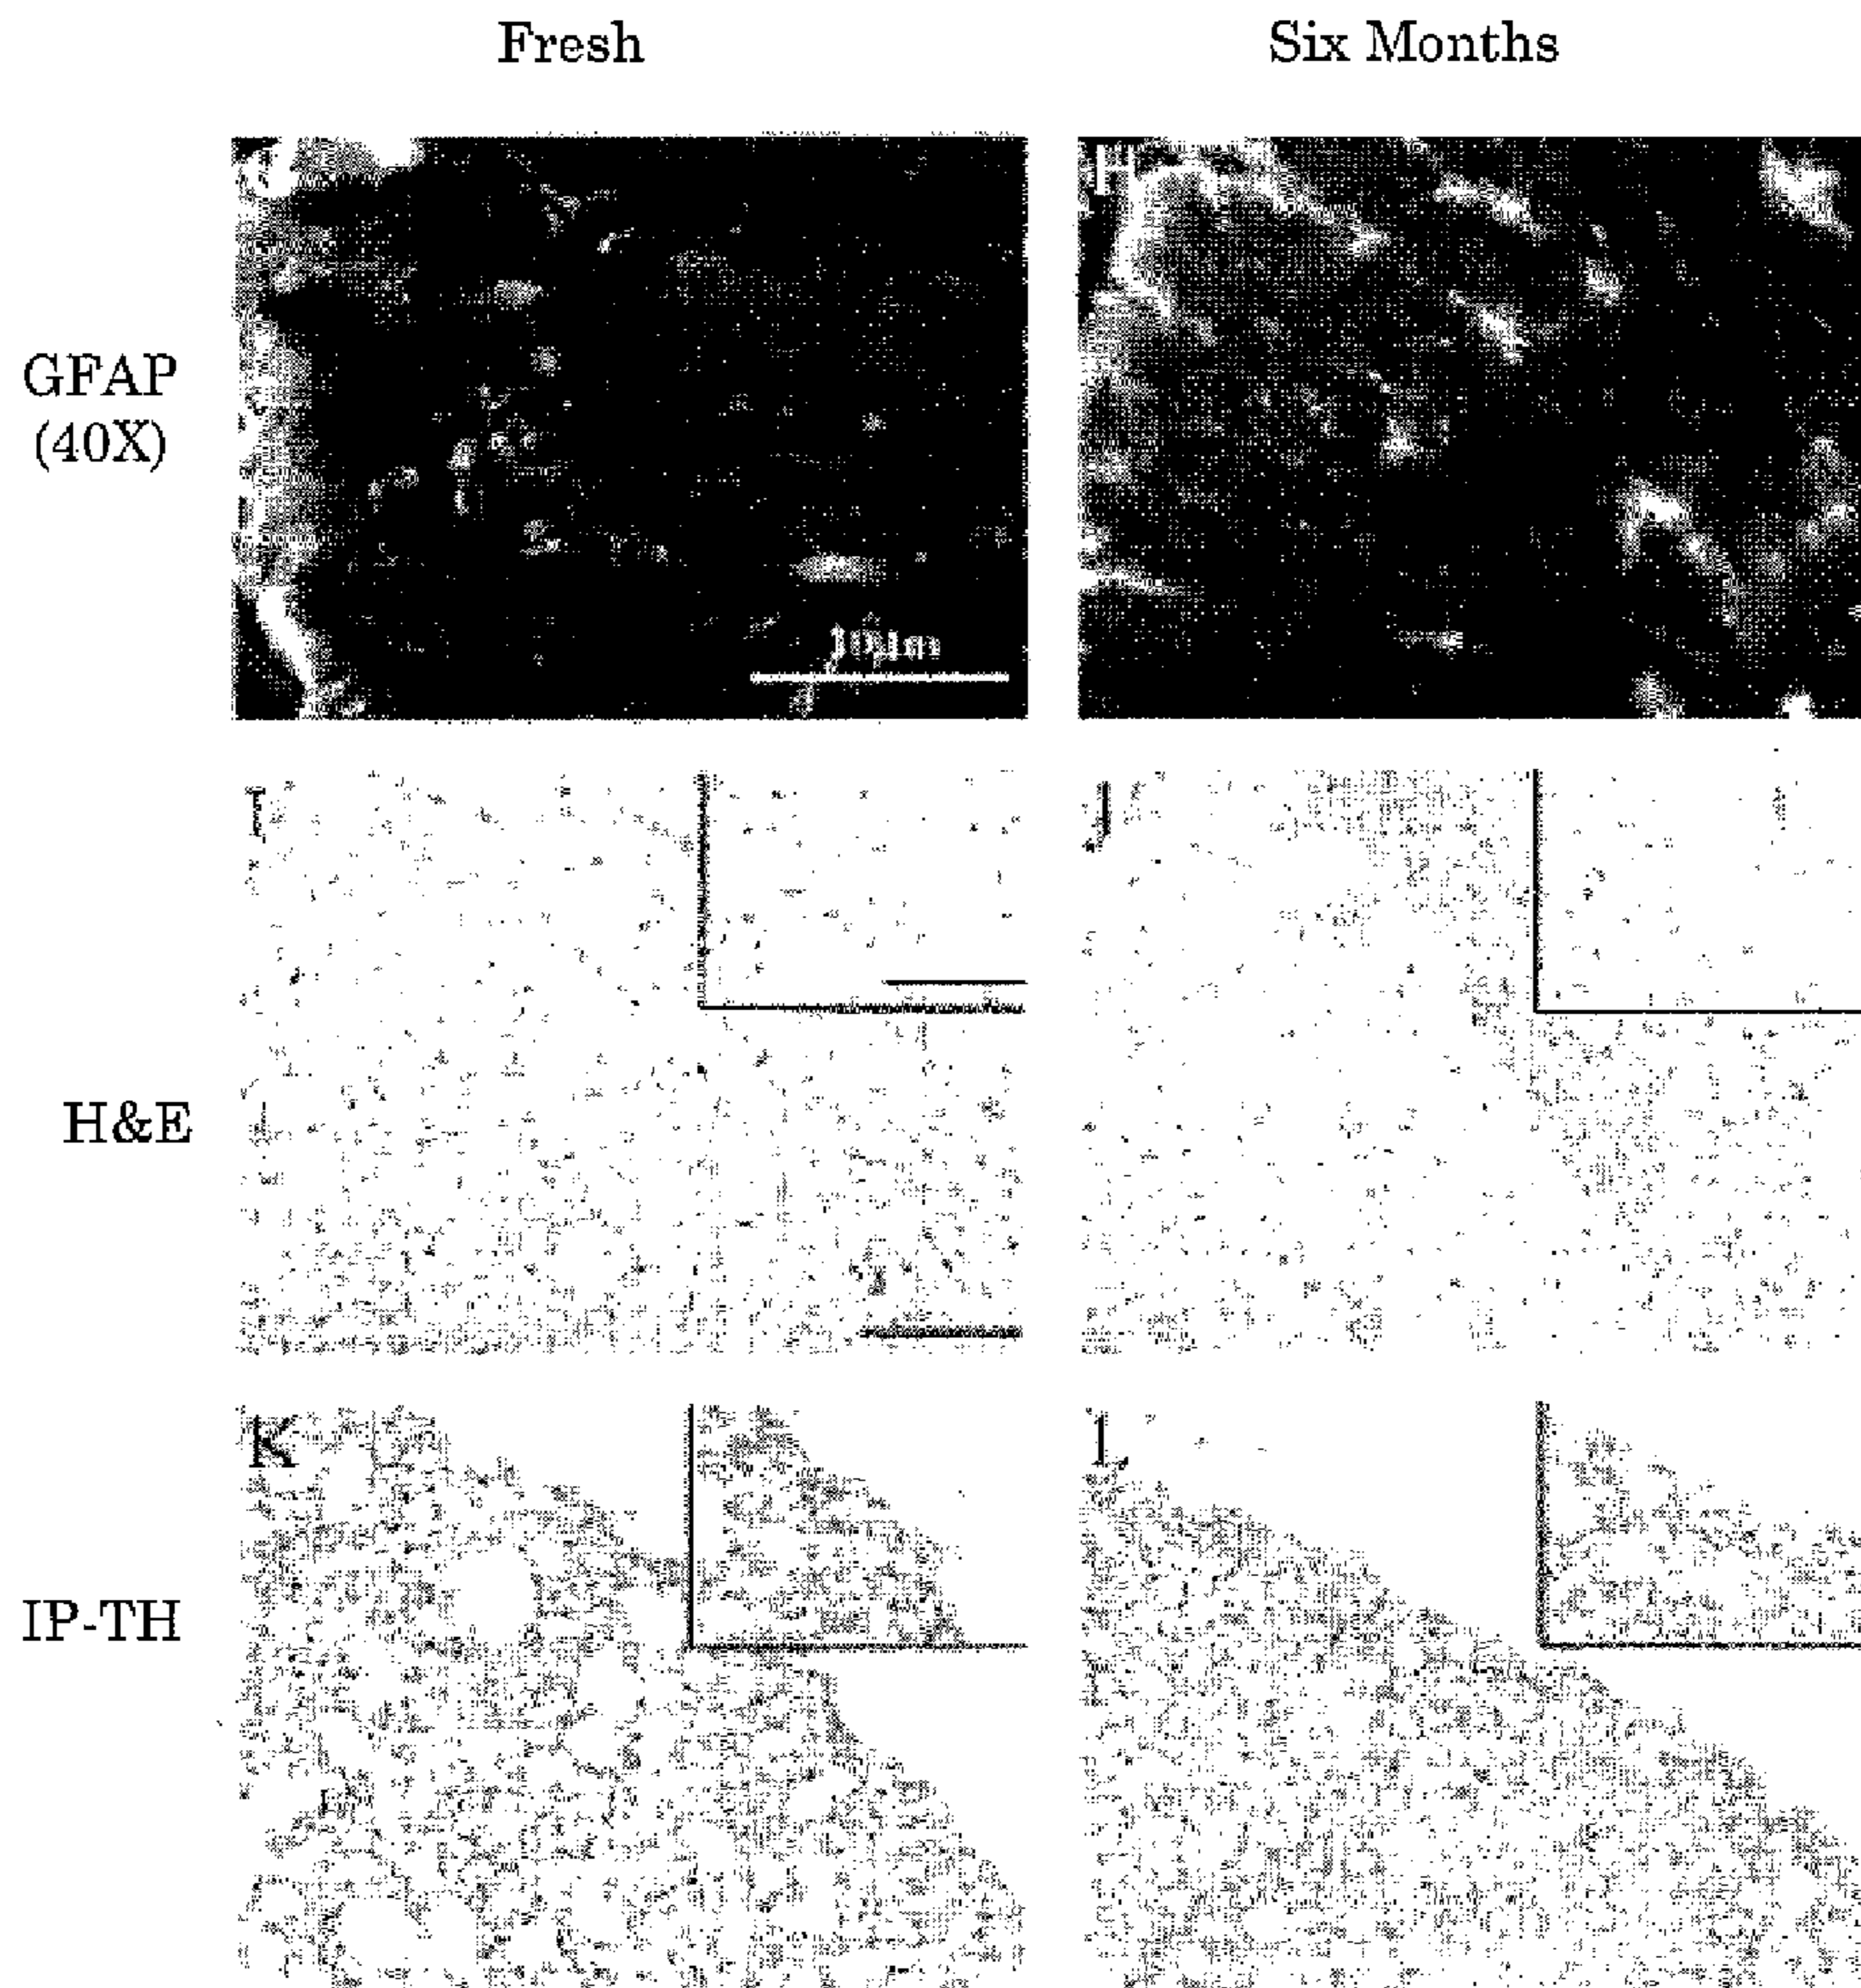 Fresh
Six Months
GFAP
(40X)
I
J
H&E
K
L
IP-TH